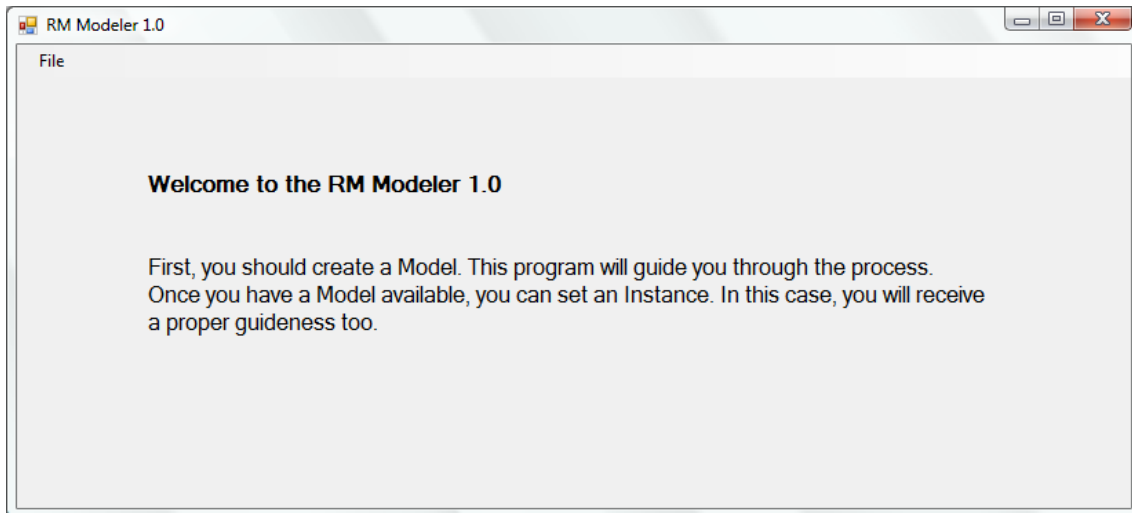 RM Modeler 1.0
File
Welcome to the RM Modeler 1.0
First, you should create a Model. This program will guide you through the process.
Once you have a Model available, you can set an Instance. In this case, you will receive
a proper guideness too.